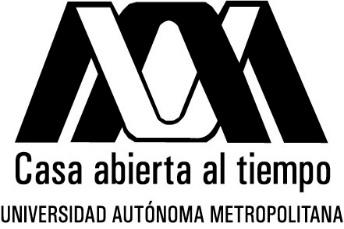 Casa abierta al tiempo
UNIVERSIDAD AUTÓNOMA METROPOLITANA